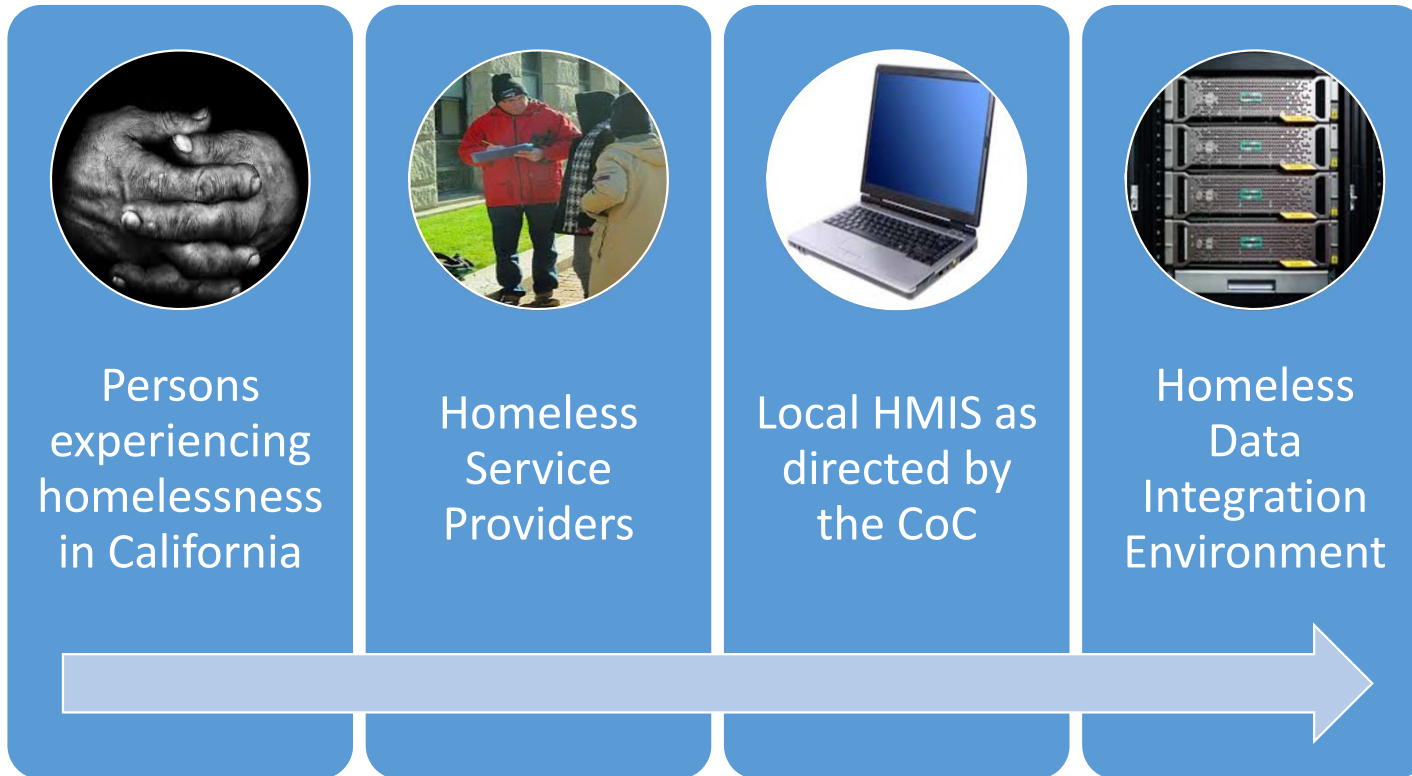 Persons
experiencing
homelessness
in California
Homeless
Service
Providers
Local HMIS as
directed by
the CoC
Homeless
Data
Integration
Environment